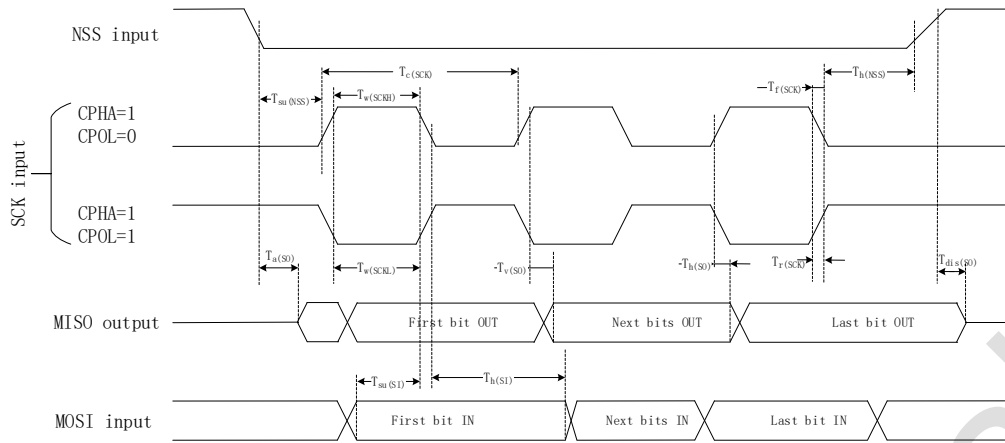 NSS input
Tc(SCK)
Th(NSS)
Tsu(NSS)
Tw(SCKH)
Tf(SCK)
CPHA=1
CPOL=0
SCK input
CPHA=1
CPOL=1
Ta(SO)
Tw(SCKL)
Tv(SO)
Th(SO)
Tr(SCK)
Tdis(SO)
MISO output
First bit OUT
Next bits OUT
Last bit OUT
Tsu(SI)
Th(SI)
MOSI input
First bit IN
Next bits IN
Last bit IN